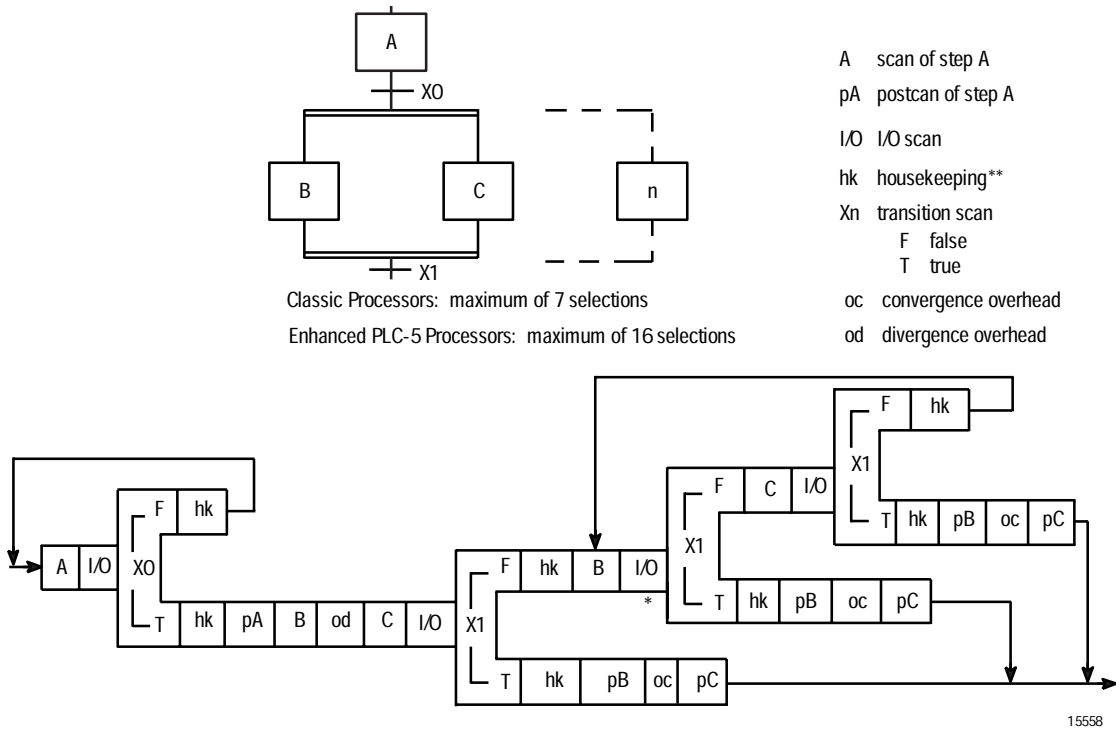 A
X0
B
C
n
X1
Classic Processors: maximum of 7 selections
Enhanced PLC-5 Processors: maximum of 16 selections
A scan of step A
pA postcan of step A
I/O I/O scan
hk housekeeping**
Xn transition scan
F false
T true
oc convergence overhead
od divergence overhead
F hk
X1
T hk pB oc pC
F C I/O
X1
T hk pB oc pC
F hk
A I/O X0
T hk pA B od C I/O
F hk B I/O
*
X1
T hk pB oc pC
15558